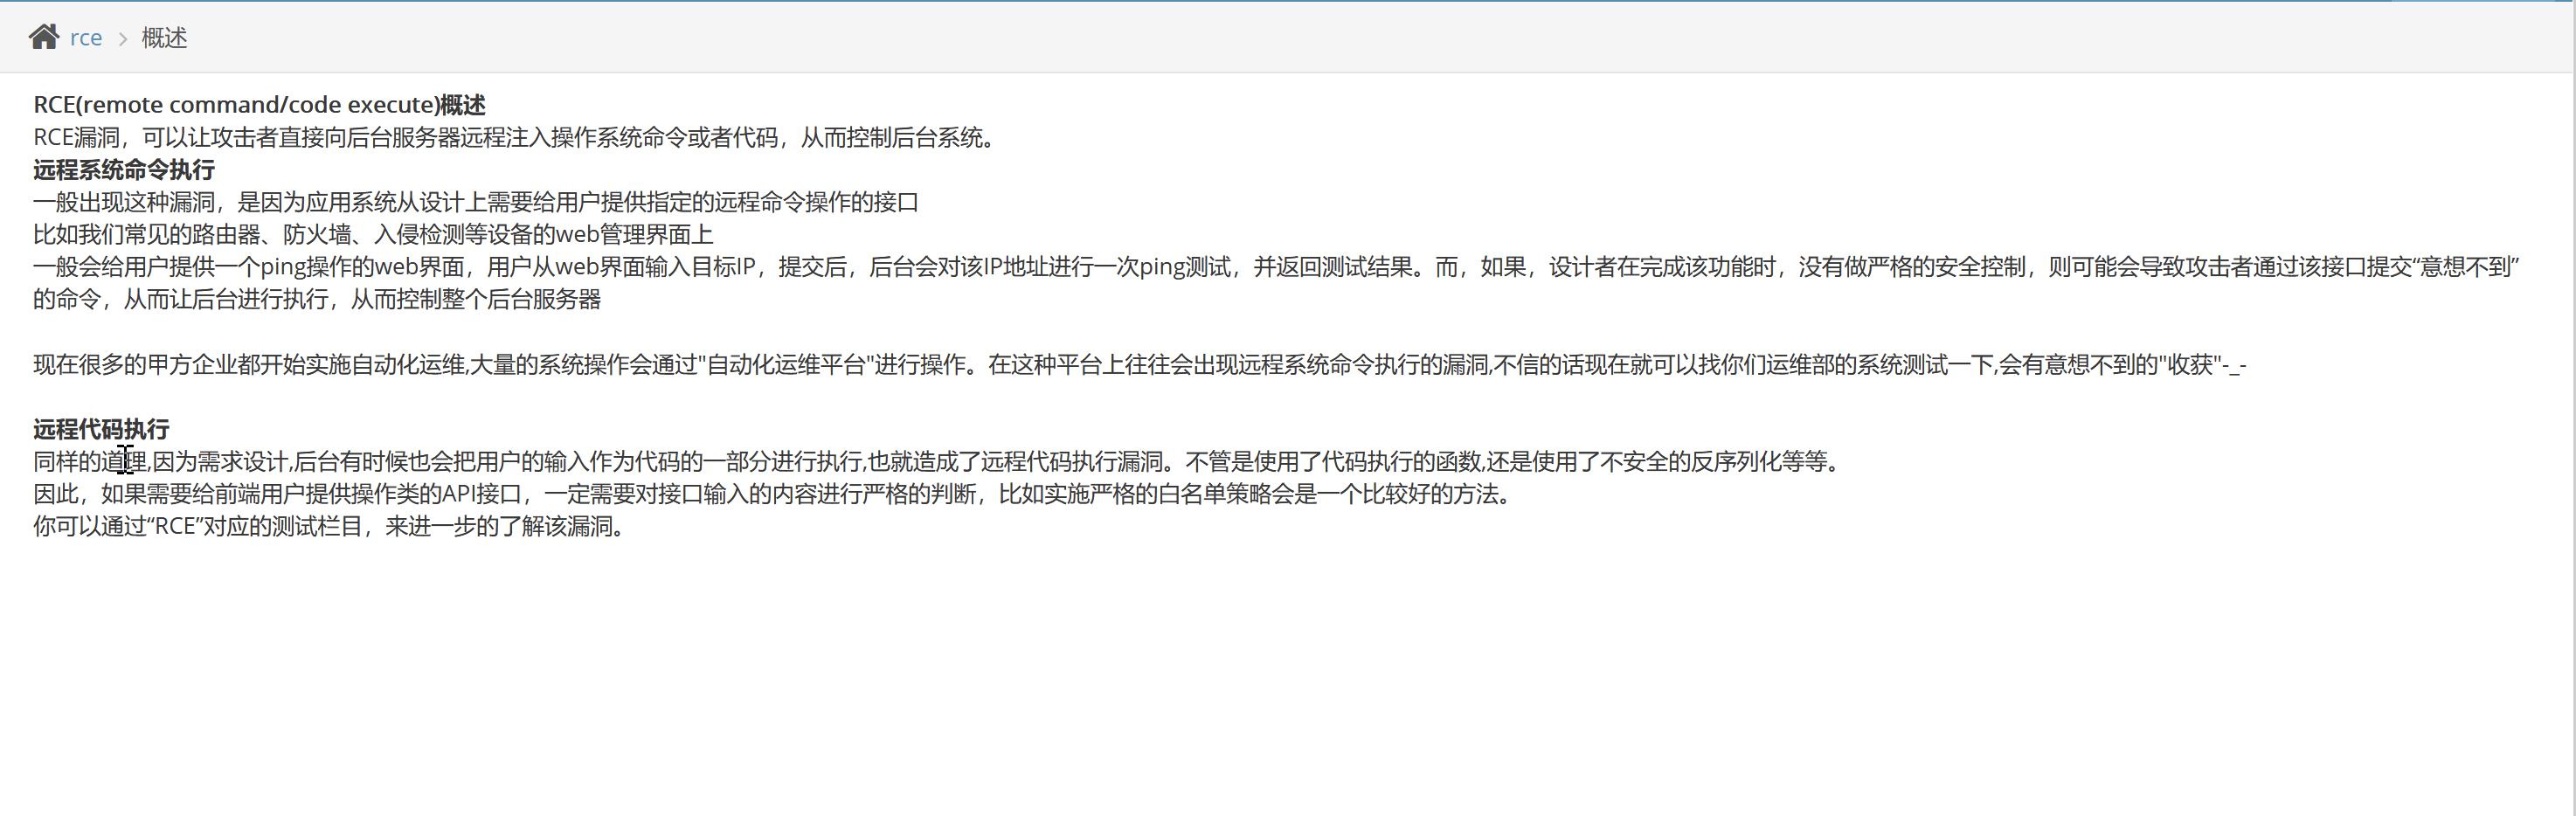 rce > 概述
RCE(remote command/code execute)概述
RCE漏洞，可以让攻击者直接向后台服务器远程注入操作系统命令或者代码，从而控制后台系统。
远程系统命令执行
一般出现这种漏洞，是因为应用系统从设计上需要给用户提供指定的远程命令操作的接口
比如我们常见的路由器、防火墙、入侵检测等设备的web管理界面上
一般会给用户提供一个ping操作的web界面，用户从web界面输入目标IP，提交后，后台会对该IP地址进行一次ping测试，并返回测试结果。而，如果，设计者在完成该功能时，没有做严格的安全控制，则可能会导致攻击者通过该接口提交“意想不到”
的命令，从而让后台进行执行，从而控制整个后台服务器
现在很多的甲方企业都开始实施自动化运维,大量的系统操作会通过"自动化运维平台"进行操作。在这种平台上往往会出现远程系统命令执行的漏洞,不信的话现在就可以找你们运维部的系统测试一下,会有意想不到的"收获"-_-
远程代码执行
同样的道理,因为需求设计,后台有时候也会把用户的输入作为代码的一部分进行执行,也就造成了远程代码执行漏洞。不管是使用了代码执行的函数,还是使用了不安全的反序列化等等。
因此，如果需要给前端用户提供操作类的API接口，一定需要对接口输入的内容进行严格的判断，比如实施严格的白名单策略会是一个比较好的方法。
你可以通过“RCE”对应的测试栏目，来进一步的了解该漏洞。